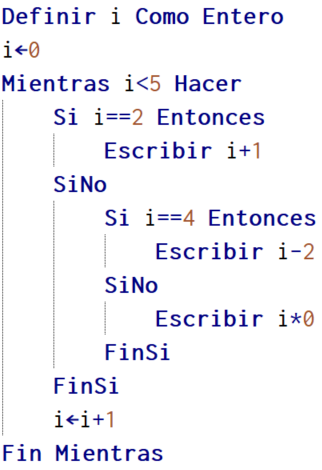 Definir i Como Entero
i←0
Mientras i<5 Hacer
Si i==2 Entonces
Escribir i+1
SiNo
Si i==4 Entonces
Escribir i-2
SiNo
Escribir i*0
FinSi
FinSi
i←i+1
Fin Mientras